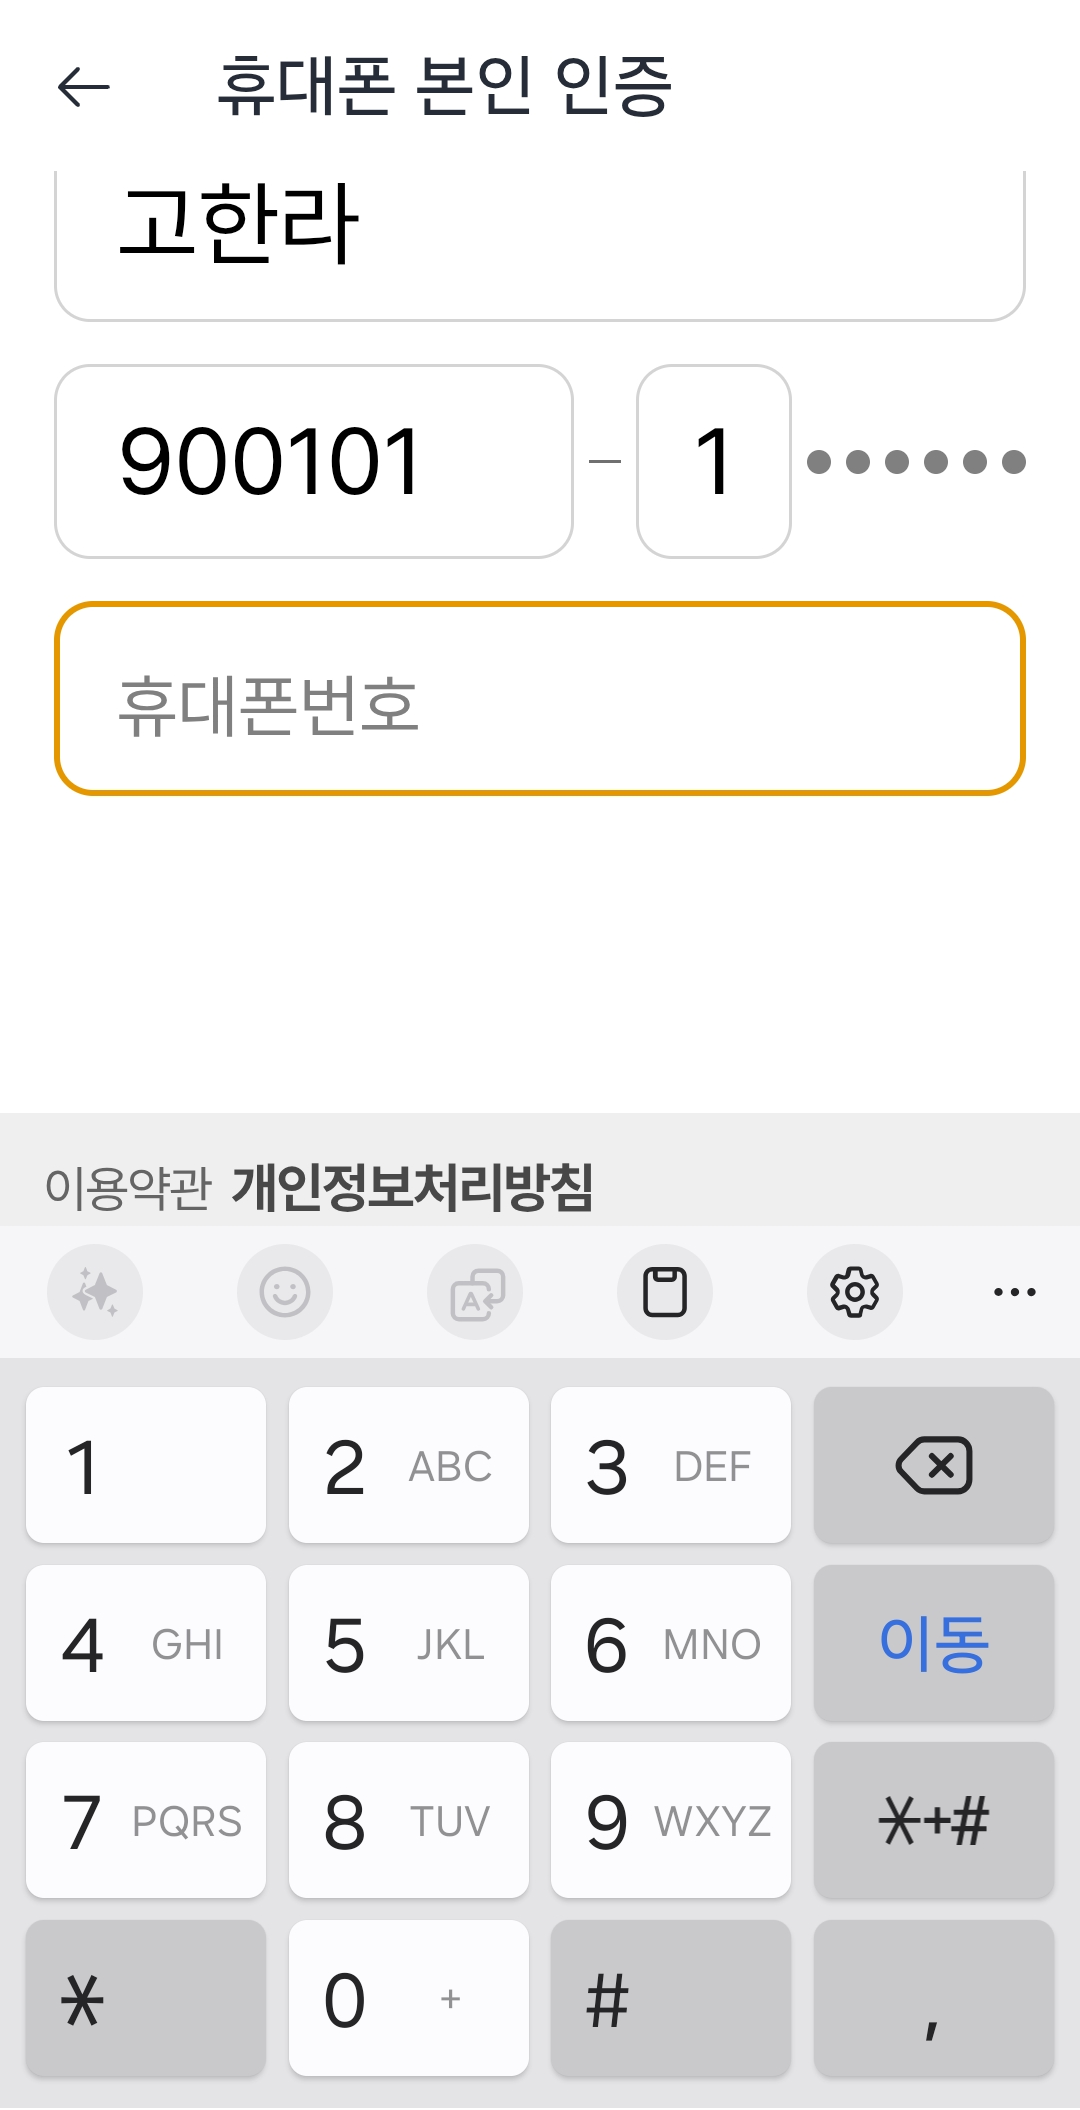 휴대폰 본인 인증
고한라
900101 – 1 ●●●●●●
휴대폰번호
이용약관 개인정보처리방침
1 2 ABC 3 DEF
4 GHI 5 JKL 6 MNO 이동
7 PQRS 8 TUV 9 WXYZ *+#
* 0 + # ,